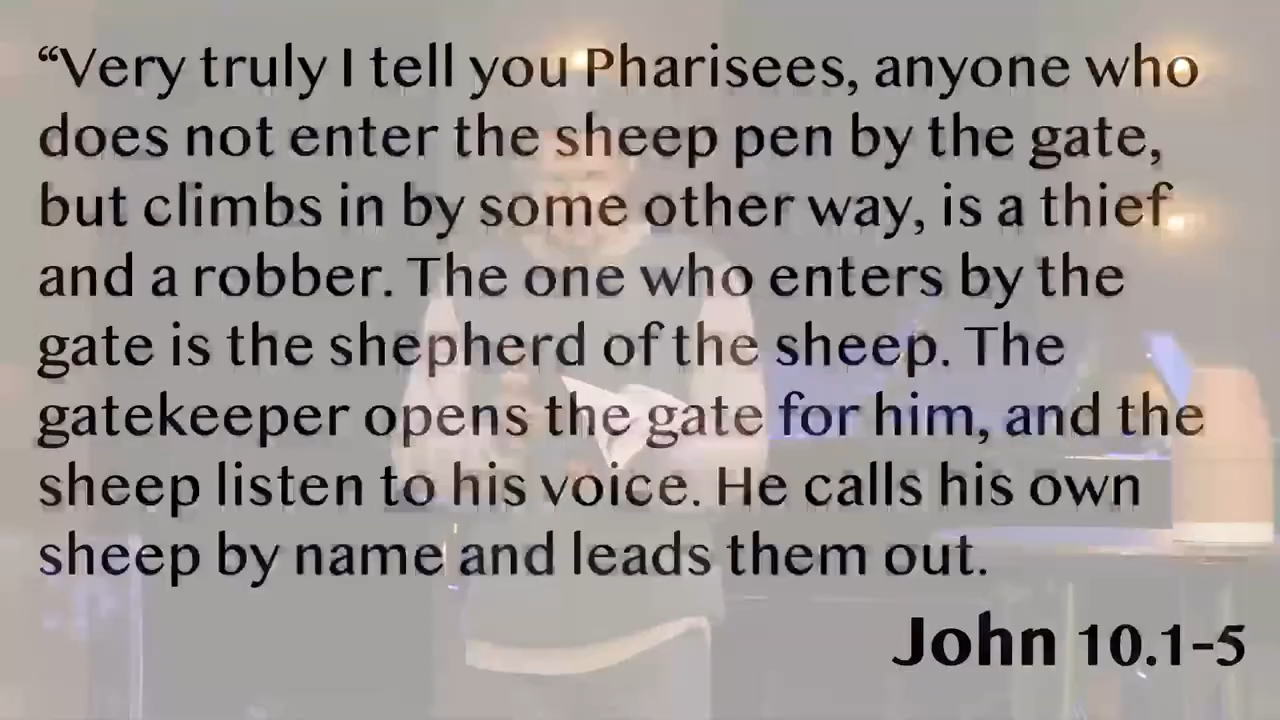 “Very truly I tell you Pharisees, anyone who
does not enter the sheep pen by the gate,
but climbs in by some other way, is a thief
and a robber. The one who enters by the
gate is the shepherd of the sheep. The
gatekeeper opens the gate for him, and the
sheep listen to his voice. He calls his own
sheep by name and leads them out.
John 10.1-5